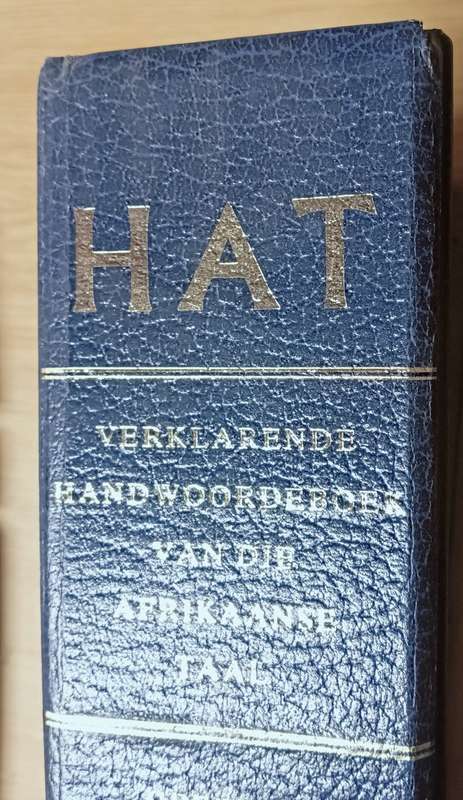 HAT
VERKLARENDE
HANDWOORDEBOEK
VAN DIE
AFRIKAANSE
TAAL